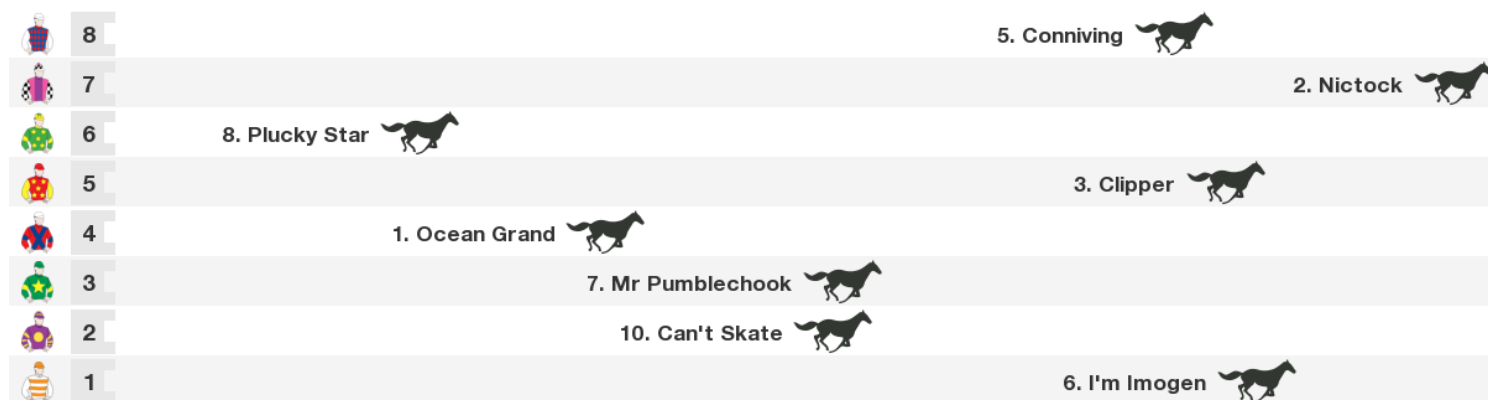 8 5. Conniving
7 2. Nictock
6 8. Plucky Star
5 3. Clipper
4 1. Ocean Grand
3 7. Mr Pumblechook
2 10. Can't Skate
1 6. I'm Imogen